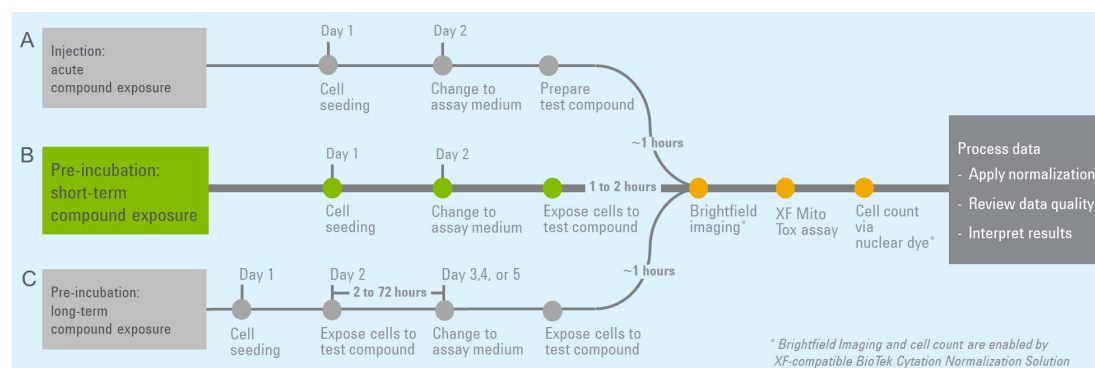 A
Injection:
acute
compound exposure
Day 1
Day 2
Cell
seeding
Change to
assay medium
Prepare
test compound
~1 hours
B
Pre-incubation:
short-term
compound exposure
Day 1
Day 2
Cell
seeding
Change to
assay medium
Expose cells to
test compound
1 to 2 hours
Brightfield
imaging*
XF Mito
Tox assay
Cell count
via
nuclear dye*
Process data
- Apply normalization
- Review data quality
- Interpret results
C
Pre-incubation:
long-term
compound exposure
Day 1
Day 2
Day 3,4, or 5
2 to 72 hours
Cell
seeding
Expose cells to
test compound
Change to
assay medium
Expose cells to
test compound
~1 hours
* Brightfield Imaging and cell count are enabled by
XF-compatible BioTek Cytation Normalization Solution